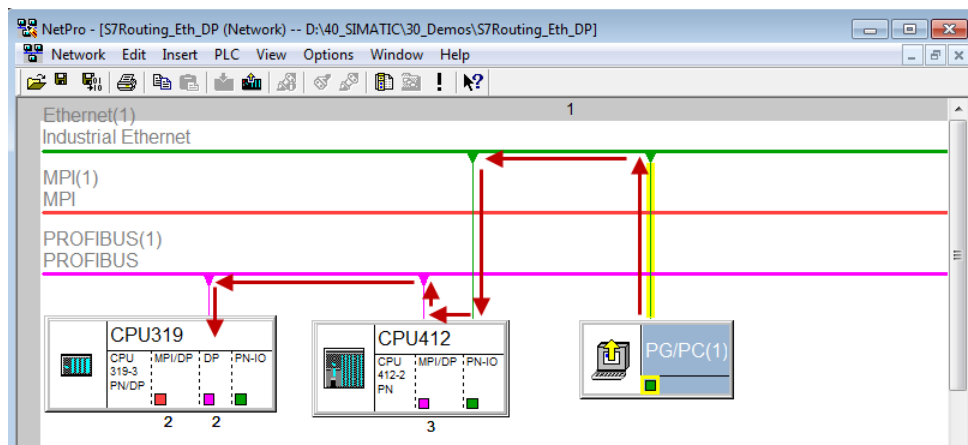 NetPro - [S7Routing_Eth_DP (Network) -- D:\40_SIMATIC\30_Demos\S7Routing_Eth_DP]
Network Edit Insert PLC View Options Window Help
1
Ethernet(1)
Industrial Ethernet
MPI(1)
MPI
PROFIBUS(1)
PROFIBUS
CPU319
CPU
319-3
PN/DP
MPI/DP
DP
PN-IO
2
2
CPU412
CPU
412-2
PN
MPI/DP
PN-IO
3
PG/PC(1)